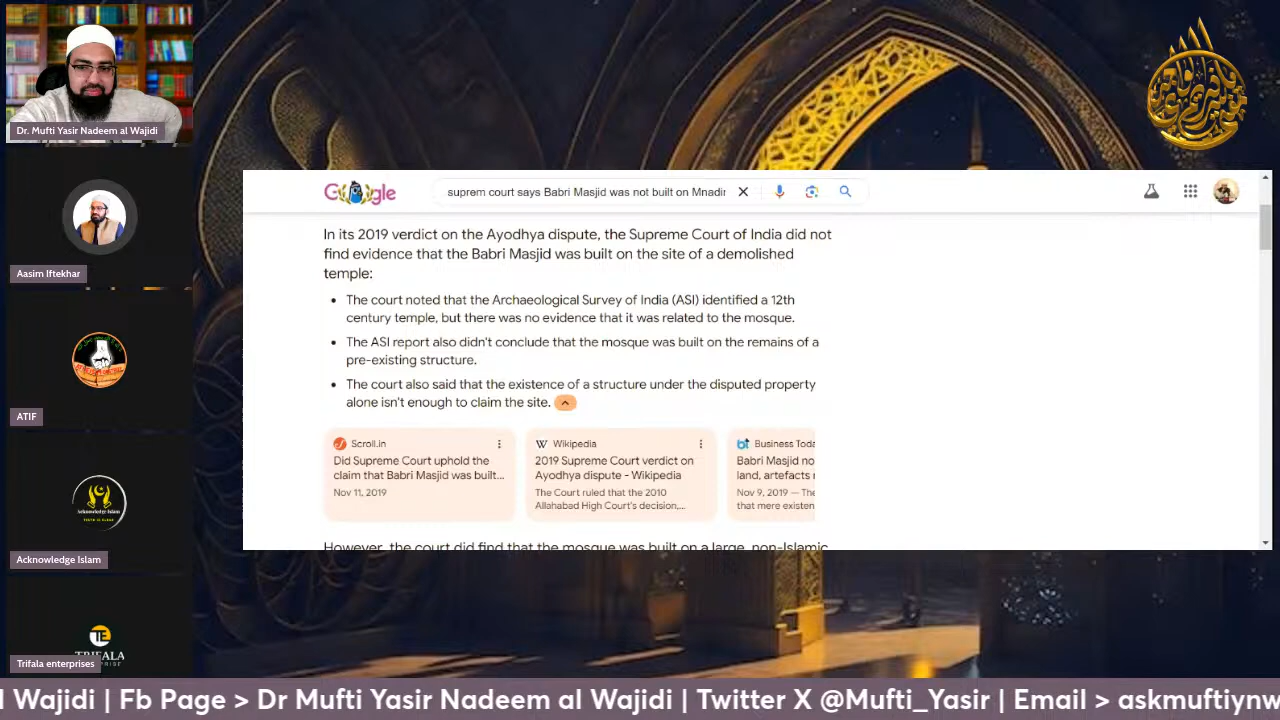 Dr. Mufti Yasir Nadeem al Wajidi
Aasim Iftekhar
ATIF
Acknowledge Islam
Acknowledge Islam
TE
Trifala enterprises
Google
suprem court says Babri Masjid was not built on Mnadir
In its 2019 verdict on the Ayodhya dispute, the Supreme Court of India did not
find evidence that the Babri Masjid was built on the site of a demolished
temple:
• The court noted that the Archaeological Survey of India (ASI) identified a 12th
century temple, but there was no evidence that it was related to the mosque.
• The ASI report also didn't conclude that the mosque was built on the remains of a
pre-existing structure.
• The court also said that the existence of a structure under the disputed property
alone isn't enough to claim the site.
Scroll.in
Did Supreme Court uphold the
claim that Babri Masjid was built...
Nov 11, 2019
W Wikipedia
2019 Supreme Court verdict on
Ayodhya dispute - Wikipedia
The Court ruled that the 2010
Allahabad High Court's decision,...
bt Business Toda
Babri Masjid no
land, artefacts
Nov 9, 2019 — The
that mere existen
However, the court did find that the mosque was built on a large, non-Islamic
l Wajidi | Fb Page > Dr Mufti Yasir Nadeem al Wajidi | Twitter X @Mufti_Yasir | Email > askmuftiynw